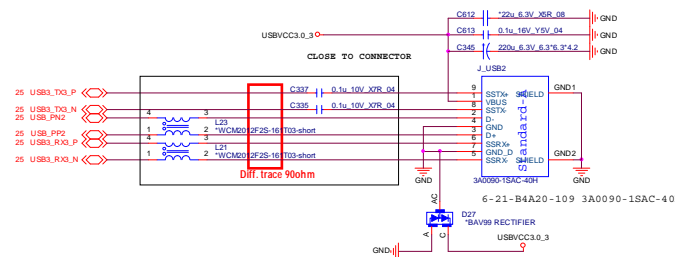 C612 *22u_6.3V_X5R_08
GND
USBVCC3.0_3
C613 0.1u_16V_Y5V_04
GND
CLOSE TO CONNECTOR
C345 220u_6.3V_6.3*6.3*4.2
GND
J_USB2
25 USB3_TX3_P
C337 0.1u_10V_X7R_04
9 SSTX+ SHIELD GND1
1 VBUS
25 USB3_TX3_N
C335 0.1u_10V_X7R_04
8 SSTX-
25 USB_PN2
4 3
2 D-
L23
4 GND
25 USB_PP2
1 2 *WCM2012F2S-161T03-short
3 D+
25 USB3_RX3_P
4 3
6 SSRX+
L21
7 GND_D
25 USB3_RX3_N
1 2 *WCM2012F2S-161T03-short
5 SSRX- SHIELD GND2
Standard-A
Diff. trace 90ohm
GND
3A0090-1SAC-40H
GND
6-21-B4A20-109 3A0090-1SAC-40
AC
D27
*BAV99 RECTIFIER
A
C
USBVCC3.0_3
GND